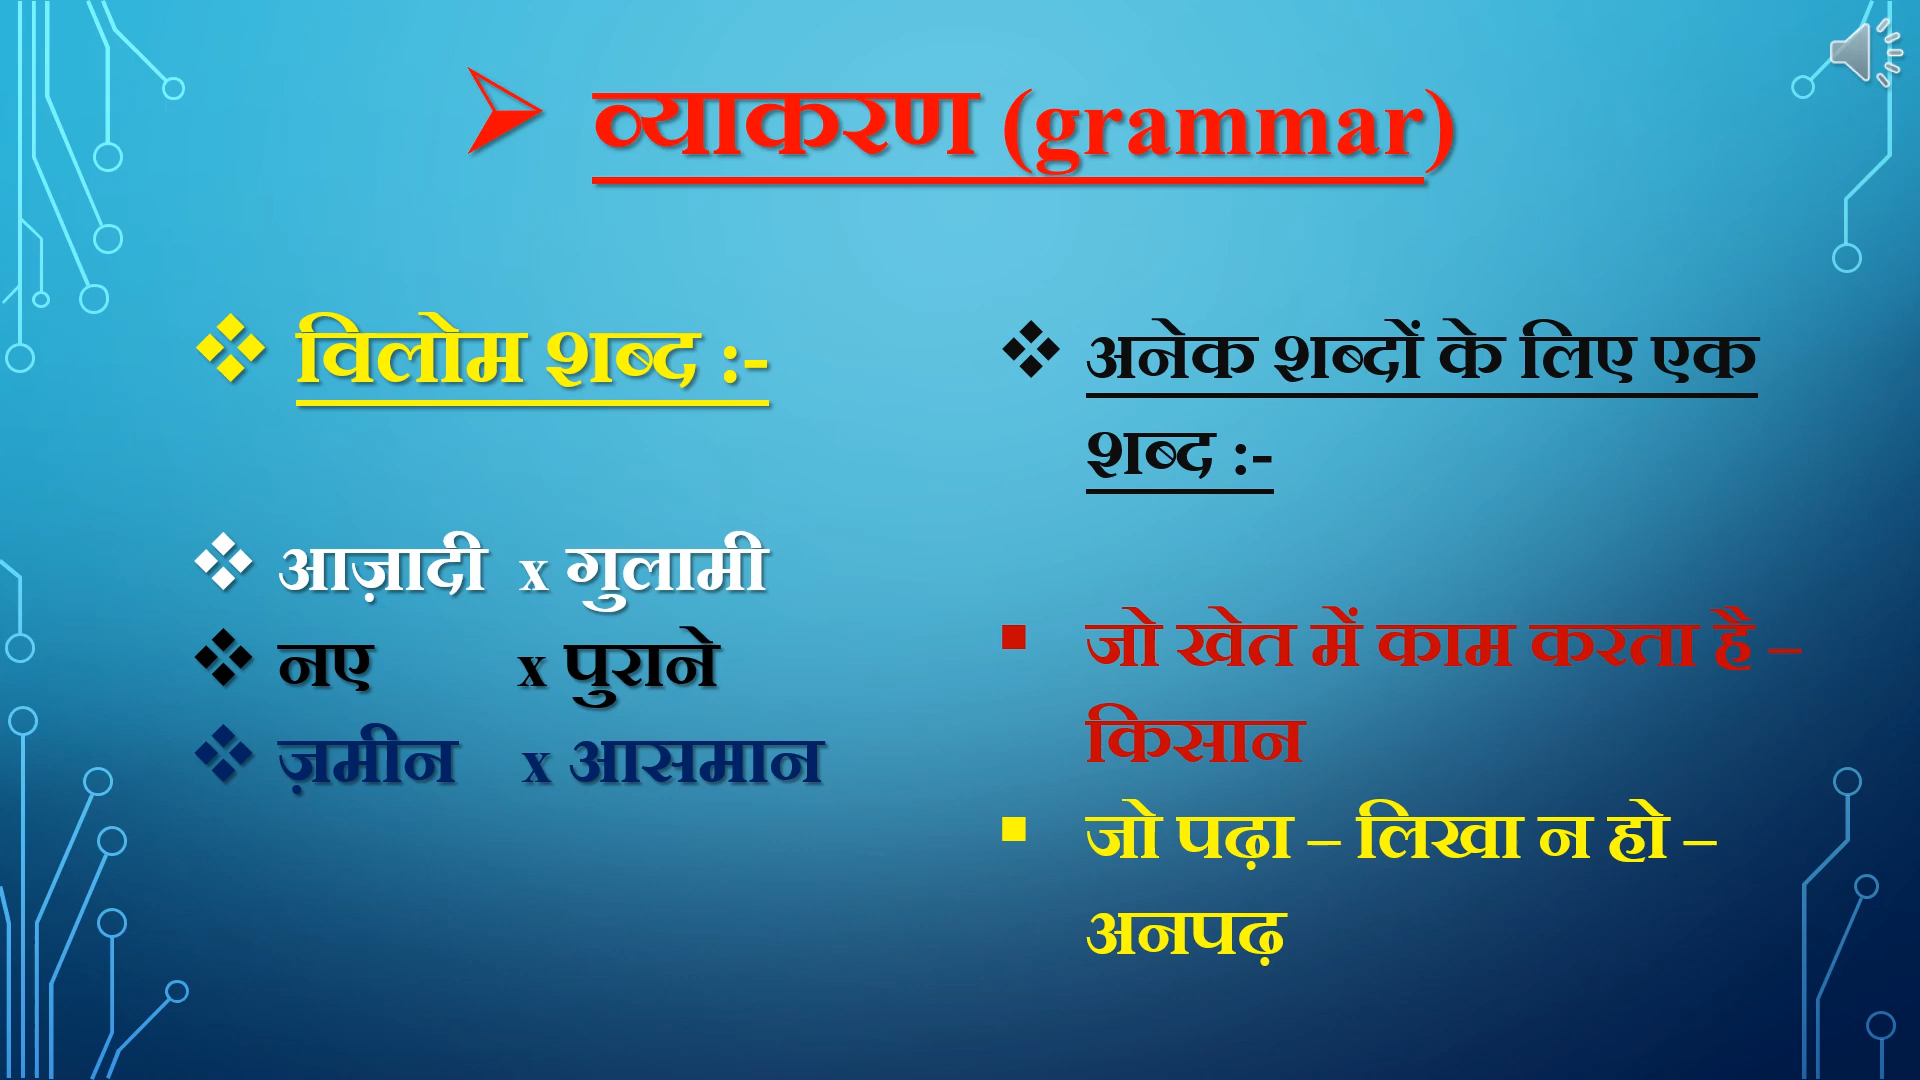 व्याकरण (grammar)
विलोम शब्द :-
आज़ादी x गुलामी
नए x पुराने
ज़मीन x आसमान
अनेक शब्दों के लिए एक
शब्द :-
जो खेत में काम करता है –
किसान
जो पढ़ा – लिखा न हो –
अनपढ़